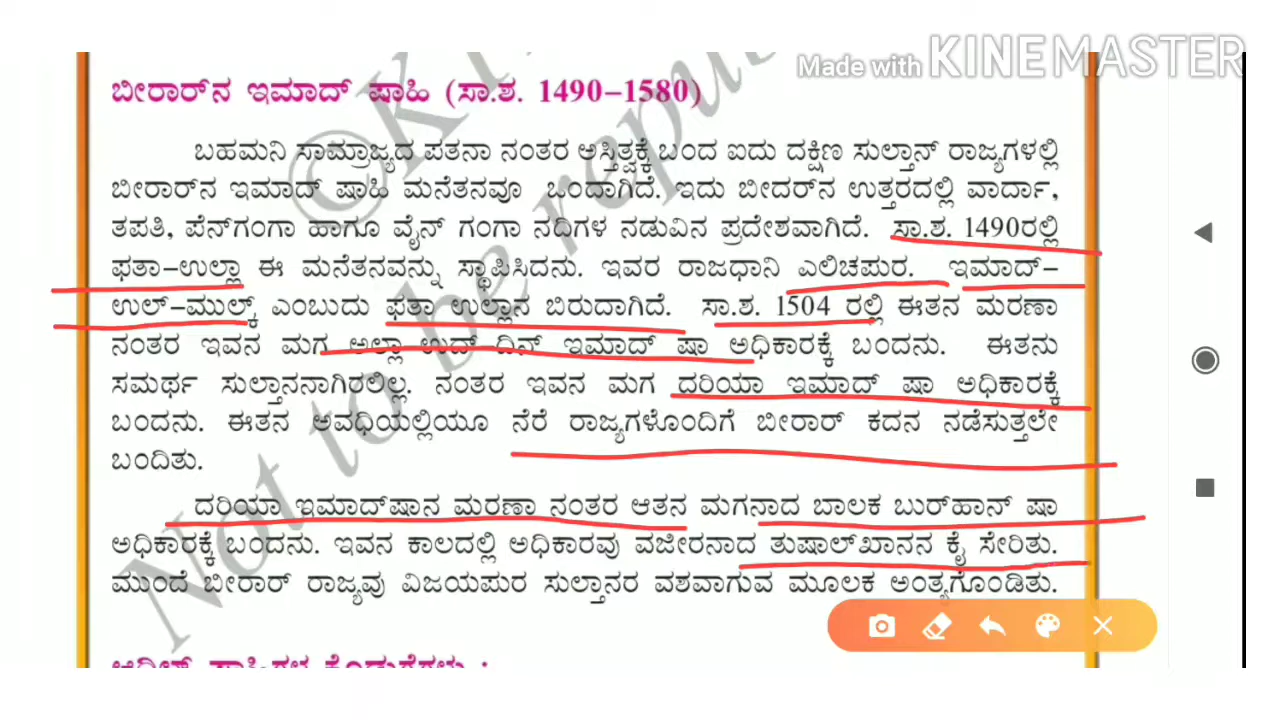 Made with KINEMASTER
ಬೀರಾರ್‌ನ ಇಮಾದ್ ಷಾಹಿ (ಸಾ.ಶ. 1490–1580)
ಬಹಮನಿ ಸಾಮ್ರಾಜ್ಯದ ಪತನಾ ನಂತರ ಅಸ್ತಿತ್ವಕ್ಕೆ ಬಂದ ಐದು ದಕ್ಷಿಣ ಸುಲ್ತಾನ್ ರಾಜ್ಯಗಳಲ್ಲಿ
ಬೀರಾರ್‌ನ ಇಮಾದ್ ಷಾಹಿ ಮನೆತನವೂ ಒಂದಾಗಿದೆ. ಇದು ಬೀದರ್‌ನ ಉತ್ತರದಲ್ಲಿ ವಾರ್ದಾ,
ತಪತಿ, ಪೆನ್‌ಗಂಗಾ ಹಾಗೂ ವೈನ್ ಗಂಗಾ ನದಿಗಳ ನಡುವಿನ ಪ್ರದೇಶವಾಗಿದೆ. ಸಾ.ಶ. 1490ರಲ್ಲಿ
ಫತಾ–ಉಲ್ಲಾ ಈ ಮನೆತನವನ್ನು ಸ್ಥಾಪಿಸಿದನು. ಇವರ ರಾಜಧಾನಿ ಎಲಿಚಪುರ. ಇಮಾದ್–
ಉಲ್–ಮುಲ್ಕ್ ಎಂಬುದು ಫತಾ ಉಲ್ಲಾನ ಬಿರುದಾಗಿದೆ. ಸಾ.ಶ. 1504 ರಲ್ಲಿ ಈತನ ಮರಣಾ
ನಂತರ ಇವನ ಮಗ ಅಲ್ಲಾ ಉದ್ ದಿನ್ ಇಮಾದ್ ಷಾ ಅಧಿಕಾರಕ್ಕೆ ಬಂದನು. ಈತನು
ಸಮರ್ಥ ಸುಲ್ತಾನನಾಗಿರಲಿಲ್ಲ. ನಂತರ ಇವನ ಮಗ ದರಿಯಾ ಇಮಾದ್ ಷಾ ಅಧಿಕಾರಕ್ಕೆ
ಬಂದನು. ಈತನ ಅವಧಿಯಲ್ಲಿಯೂ ನೆರೆ ರಾಜ್ಯಗಳೊಂದಿಗೆ ಬೀರಾರ್ ಕದನ ನಡೆಸುತ್ತಲೇ
ಬಂದಿತು.
ದರಿಯಾ ಇಮಾದ್‌ಷಾನ ಮರಣಾ ನಂತರ ಆತನ ಮಗನಾದ ಬಾಲಕ ಬುರ್‌ಹಾನ್ ಷಾ
ಅಧಿಕಾರಕ್ಕೆ ಬಂದನು. ಇವನ ಕಾಲದಲ್ಲಿ ಅಧಿಕಾರವು ವಜೀರನಾದ ತುಷಾಲ್‌ಖಾನನ ಕೈ ಸೇರಿತು.
ಮುಂದೆ ಬೀರಾರ್ ರಾಜ್ಯವು ವಿಜಯಪುರ ಸುಲ್ತಾನರ ವಶವಾಗುವ ಮೂಲಕ ಅಂತ್ಯಗೊಂಡಿತು.